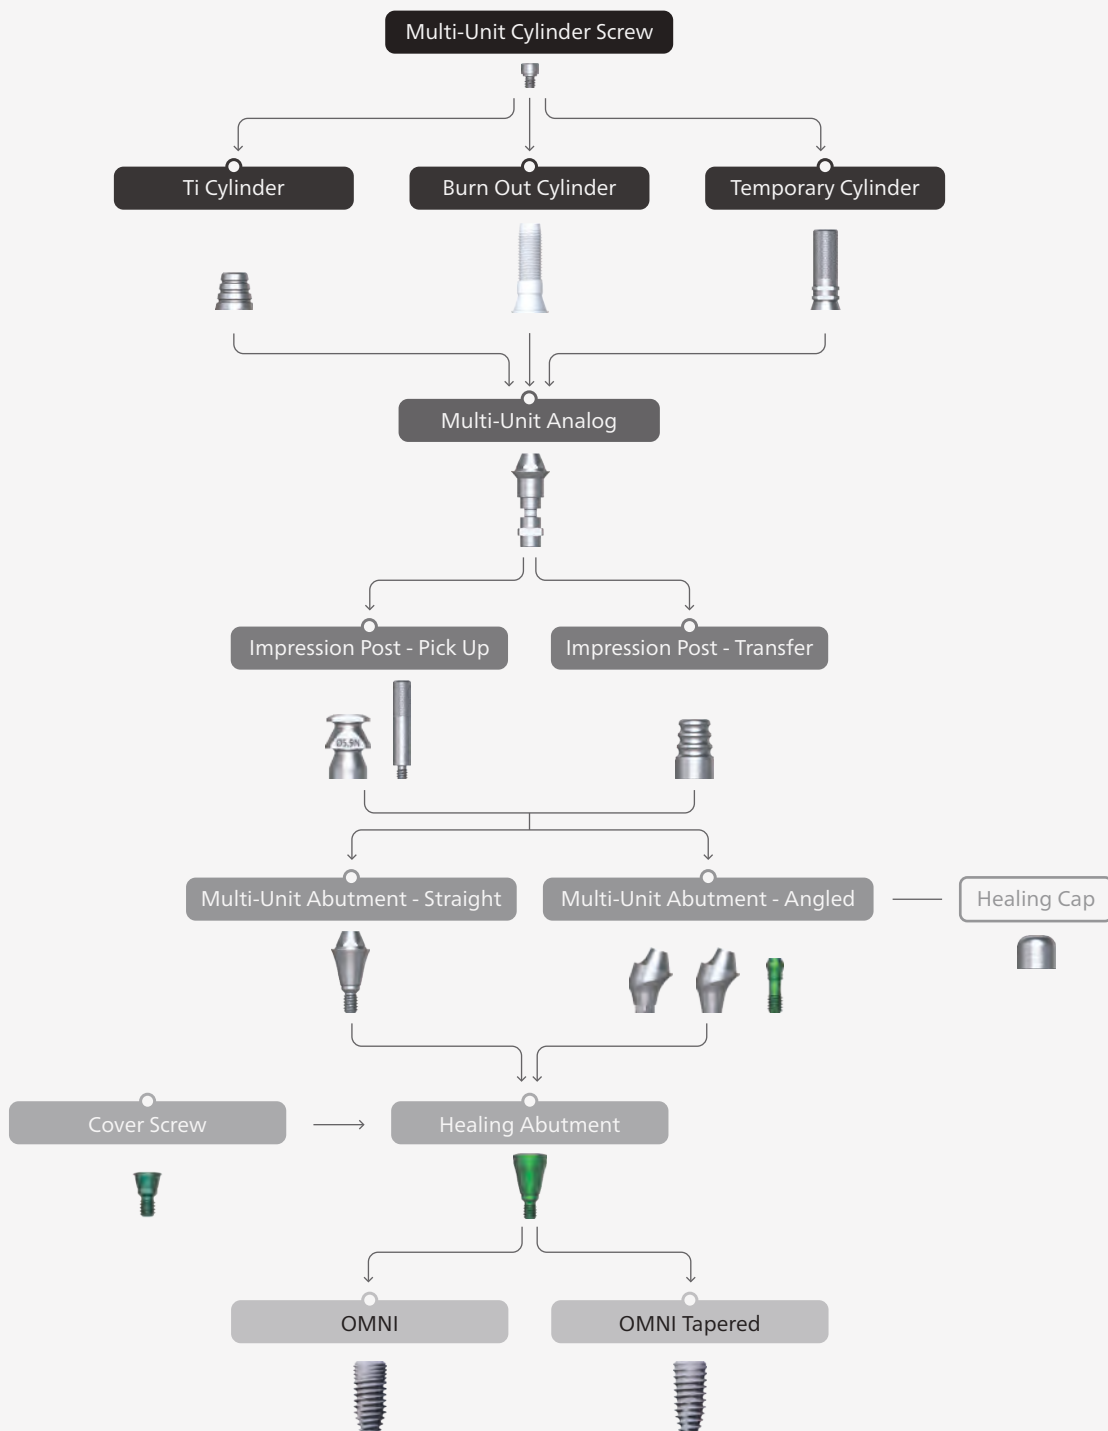 Multi-Unit Cylinder Screw
Ti Cylinder
Burn Out Cylinder
Temporary Cylinder
Multi-Unit Analog
Impression Post - Pick Up
Impression Post - Transfer
Ø5.5N
Multi-Unit Abutment - Straight
Multi-Unit Abutment - Angled
Healing Cap
Cover Screw
Healing Abutment
OMNI
OMNI Tapered